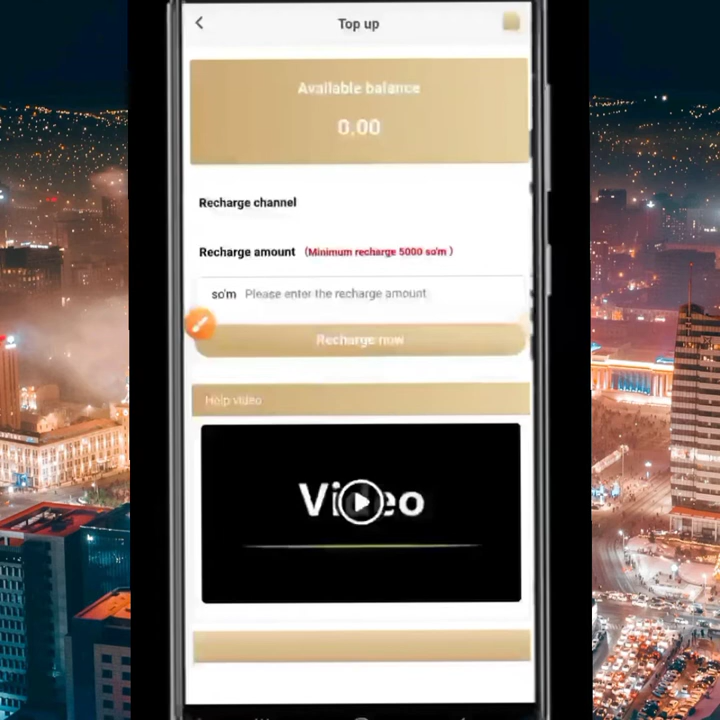 Top up
Available balance
0.00
Recharge channel
Recharge amount (Minimum recharge 5000 so'm )
so'm Please enter the recharge amount
Recharge now
Help video
Video